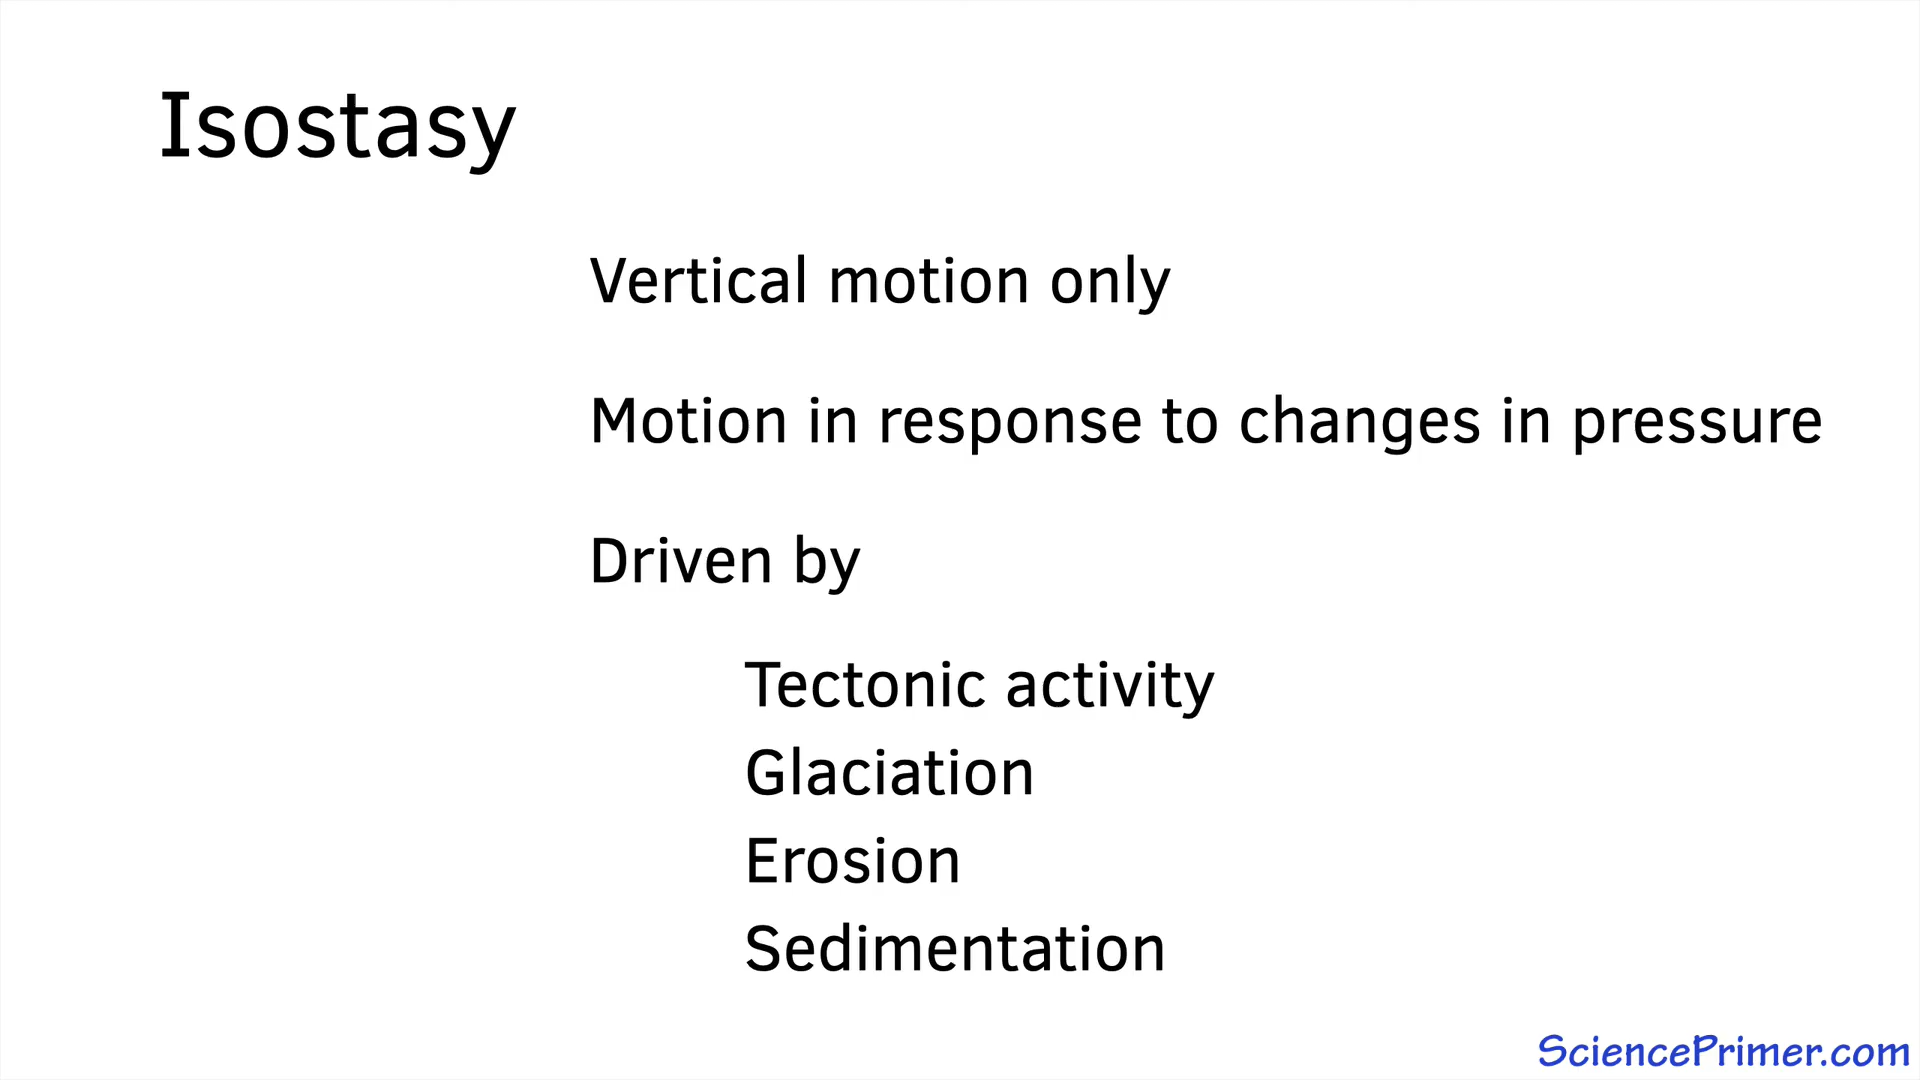 Isostasy
Vertical motion only
Motion in response to changes in pressure
Driven by
Tectonic activity
Glaciation
Erosion
Sedimentation
SciencePrimer.com